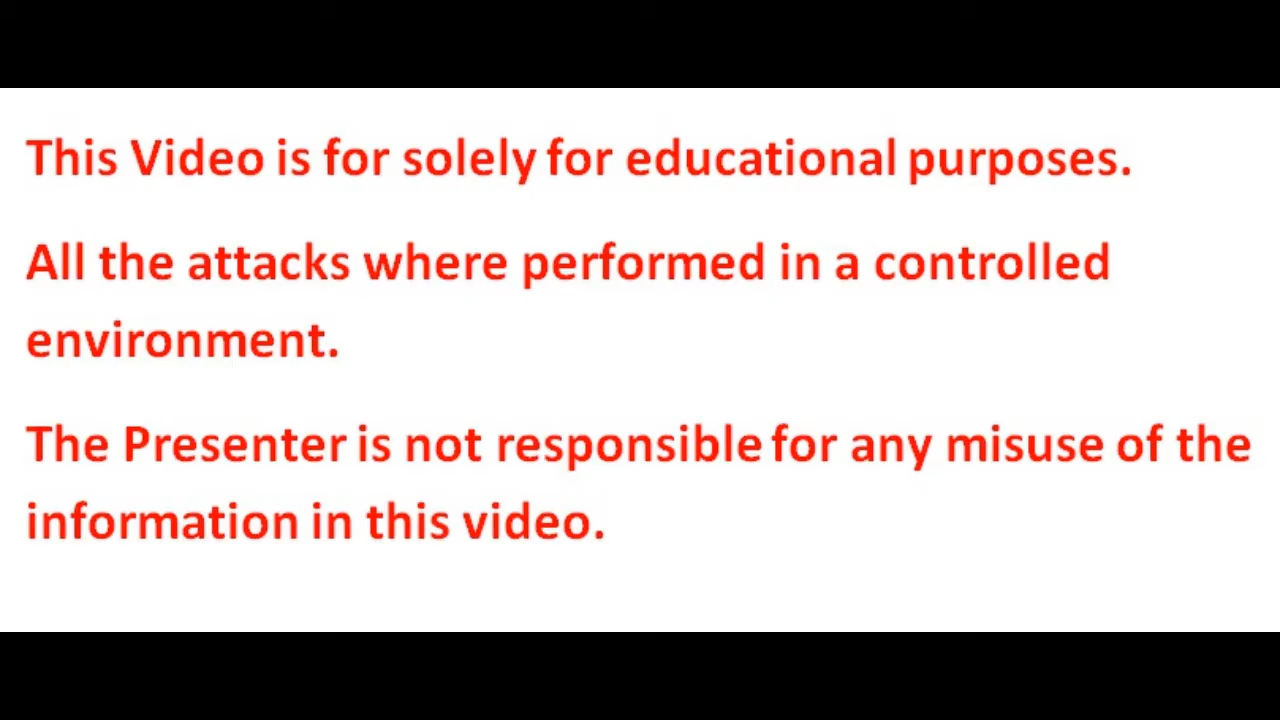 This Video is for solely for educational purposes.
All the attacks where performed in a controlled
environment.
The Presenter is not responsible for any misuse of the
information in this video.